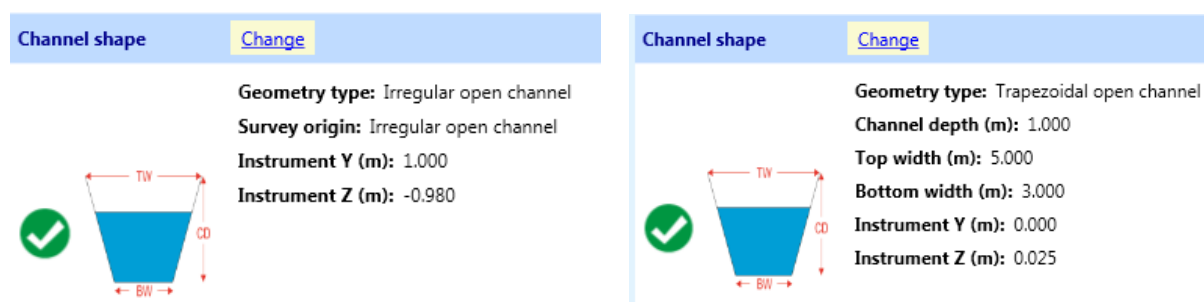 Channel shape Change
Geometry type: Irregular open channel
Survey origin: Irregular open channel
Instrument Y (m): 1.000
Instrument Z (m): -0.980
TW
CD
BW
Channel shape Change
Geometry type: Trapezoidal open channel
Channel depth (m): 1.000
Top width (m): 5.000
Bottom width (m): 3.000
Instrument Y (m): 0.000
Instrument Z (m): 0.025
TW
CD
BW